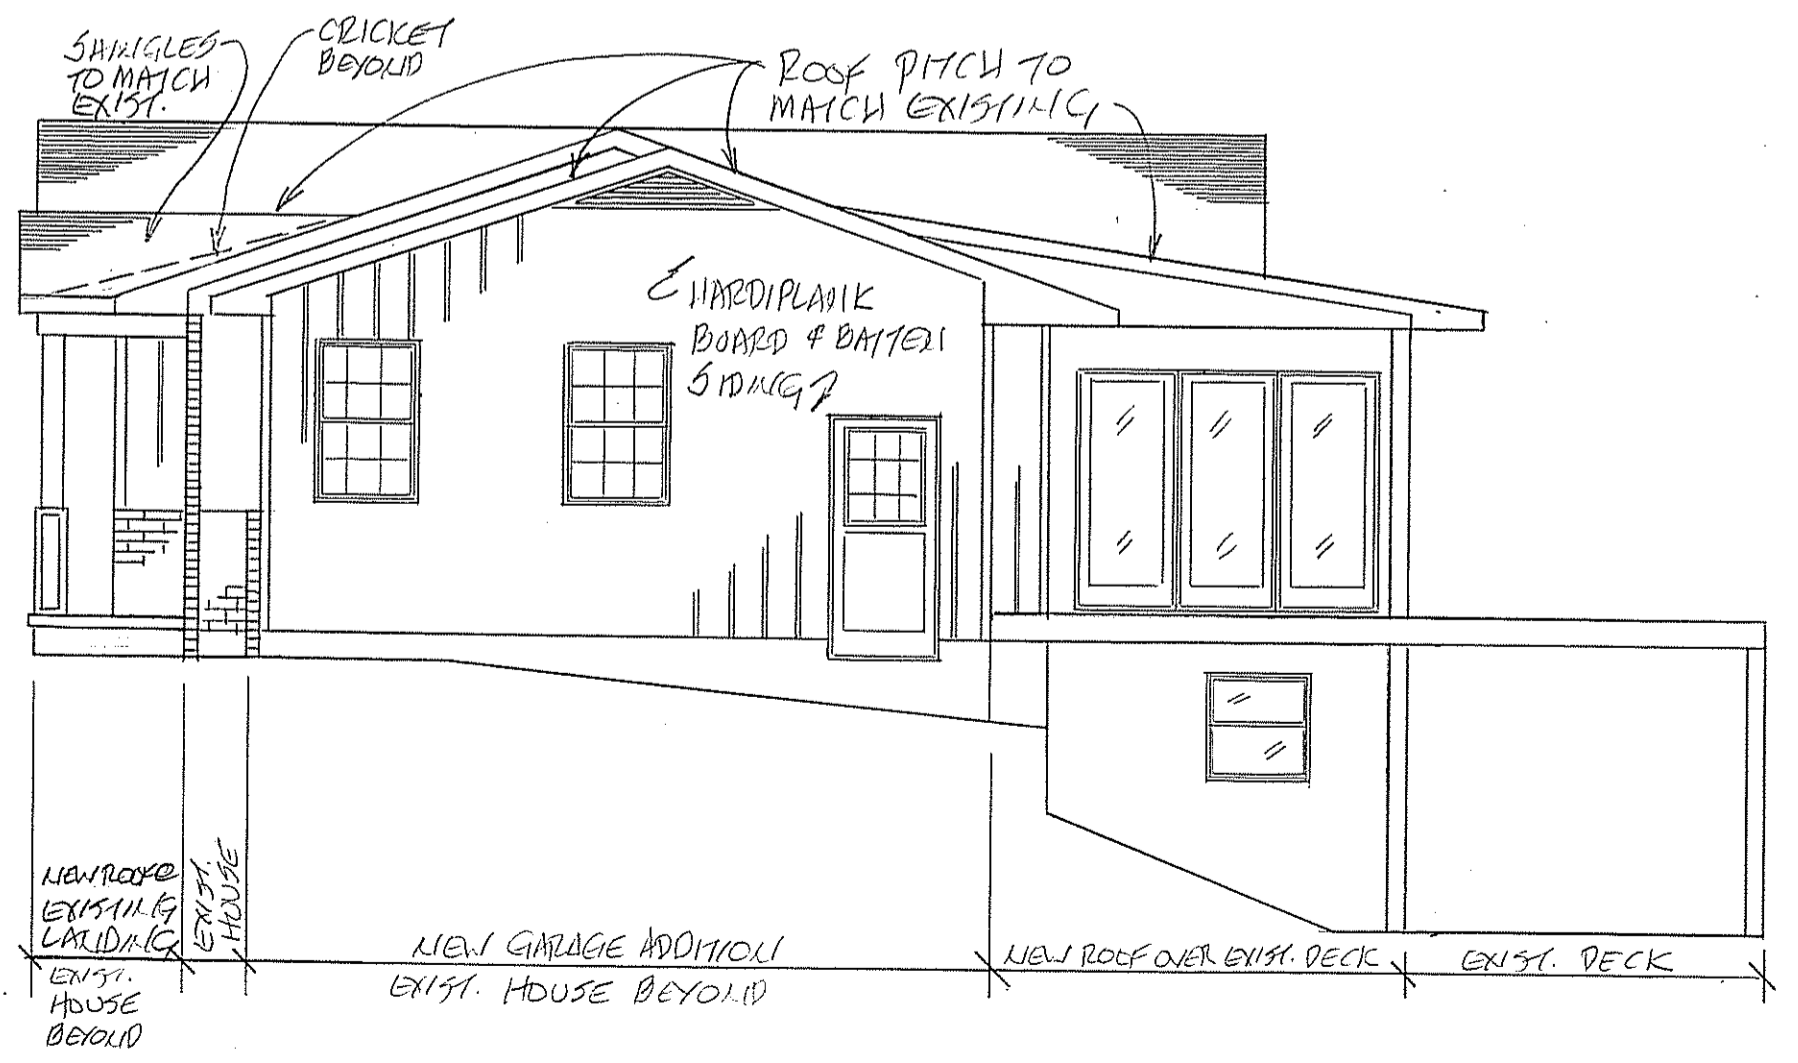 SHINGLES
TO MATCH
EXIST.
CRICKET
BEYOND
ROOF PITCH TO
MATCH EXISTING
HARDIPLANK
BOARD & BATTEN
SIDING
NEW ROOF @
EXISTING
LANDING
EXIST.
HOUSE
BEYOND
EXIST.
HOUSE
NEW GARAGE ADDITION
EXIST. HOUSE BEYOND
NEW ROOF OVER EXIST. DECK
EXIST. DECK